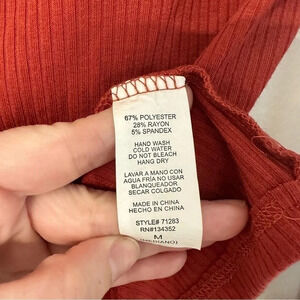 67% POLYESTER
28% RAYON
5% SPANDEX
HAND WASH
COLD WATER
DO NOT BLEACH
HANG DRY
LAVAR A MANO CON
AGUA FRIA NO USAR
BLANQUEADOR
SECAR COLGADO
MADE IN CHINA
HECHO EN CHINA
STYLE# 71283
RN#134352
M
(MEDIANO)